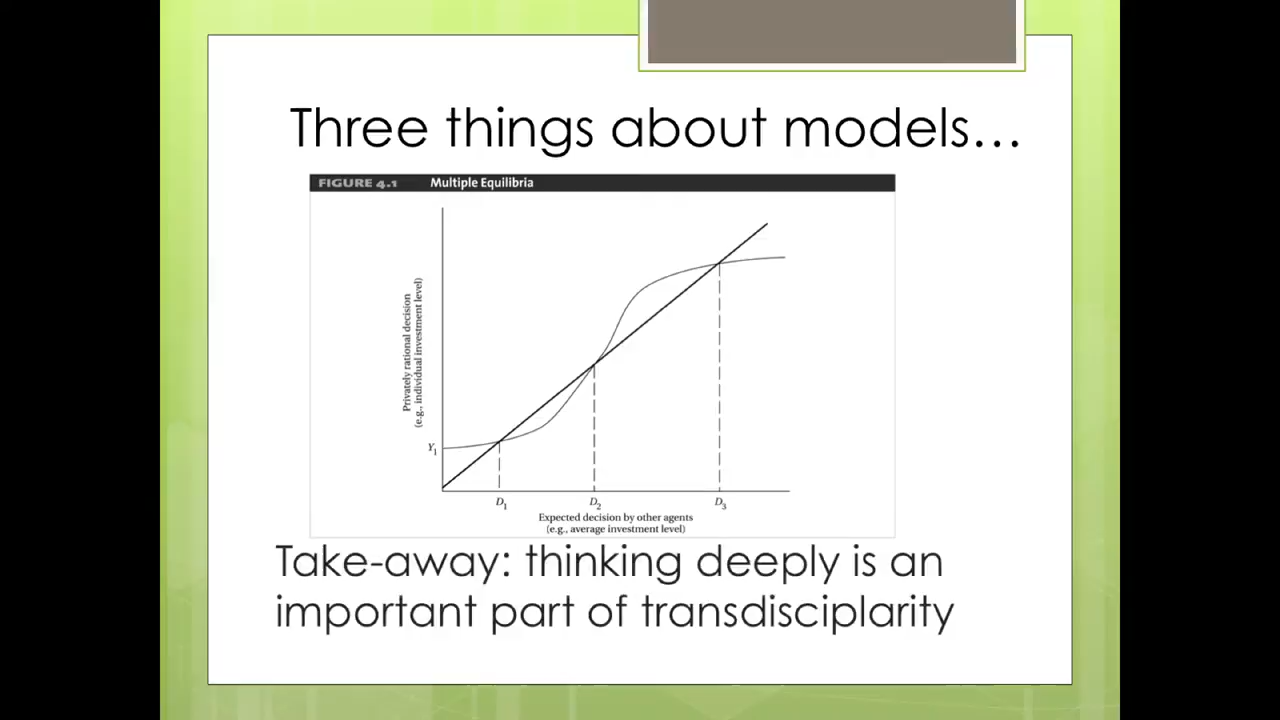 Three things about models…
FIGURE 4.1 Multiple Equilibria
Privately rational decision
(e.g., individual investment level)
Y1
D1 D2 D3
Expected decision by other agents
(e.g., average investment level)
Take-away: thinking deeply is an
important part of transdisciplarity